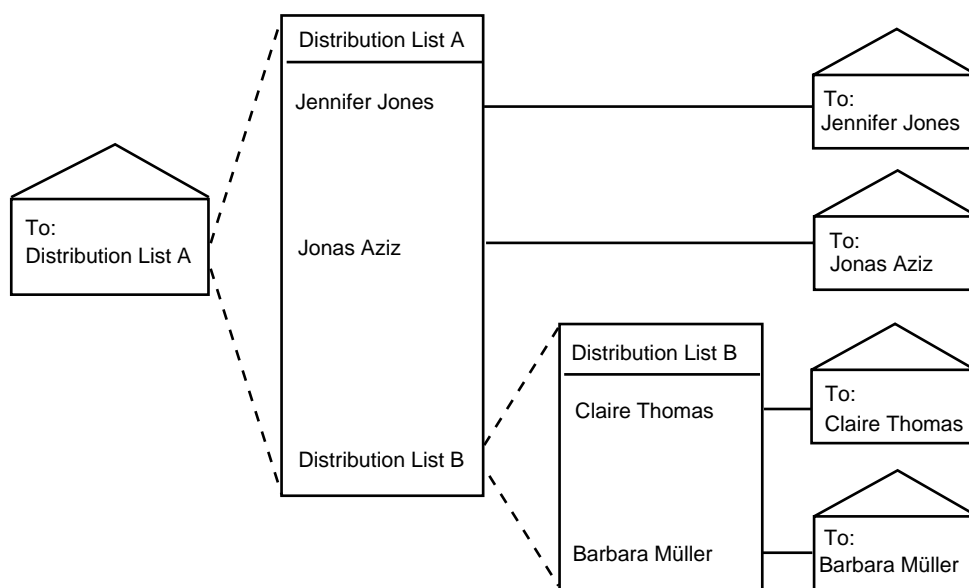 To:
Distribution List A
Distribution List A
Jennifer Jones
Jonas Aziz
Distribution List B
Distribution List B
Claire Thomas
Barbara Müller
To:
Jennifer Jones
To:
Jonas Aziz
To:
Claire Thomas
To:
Barbara Müller